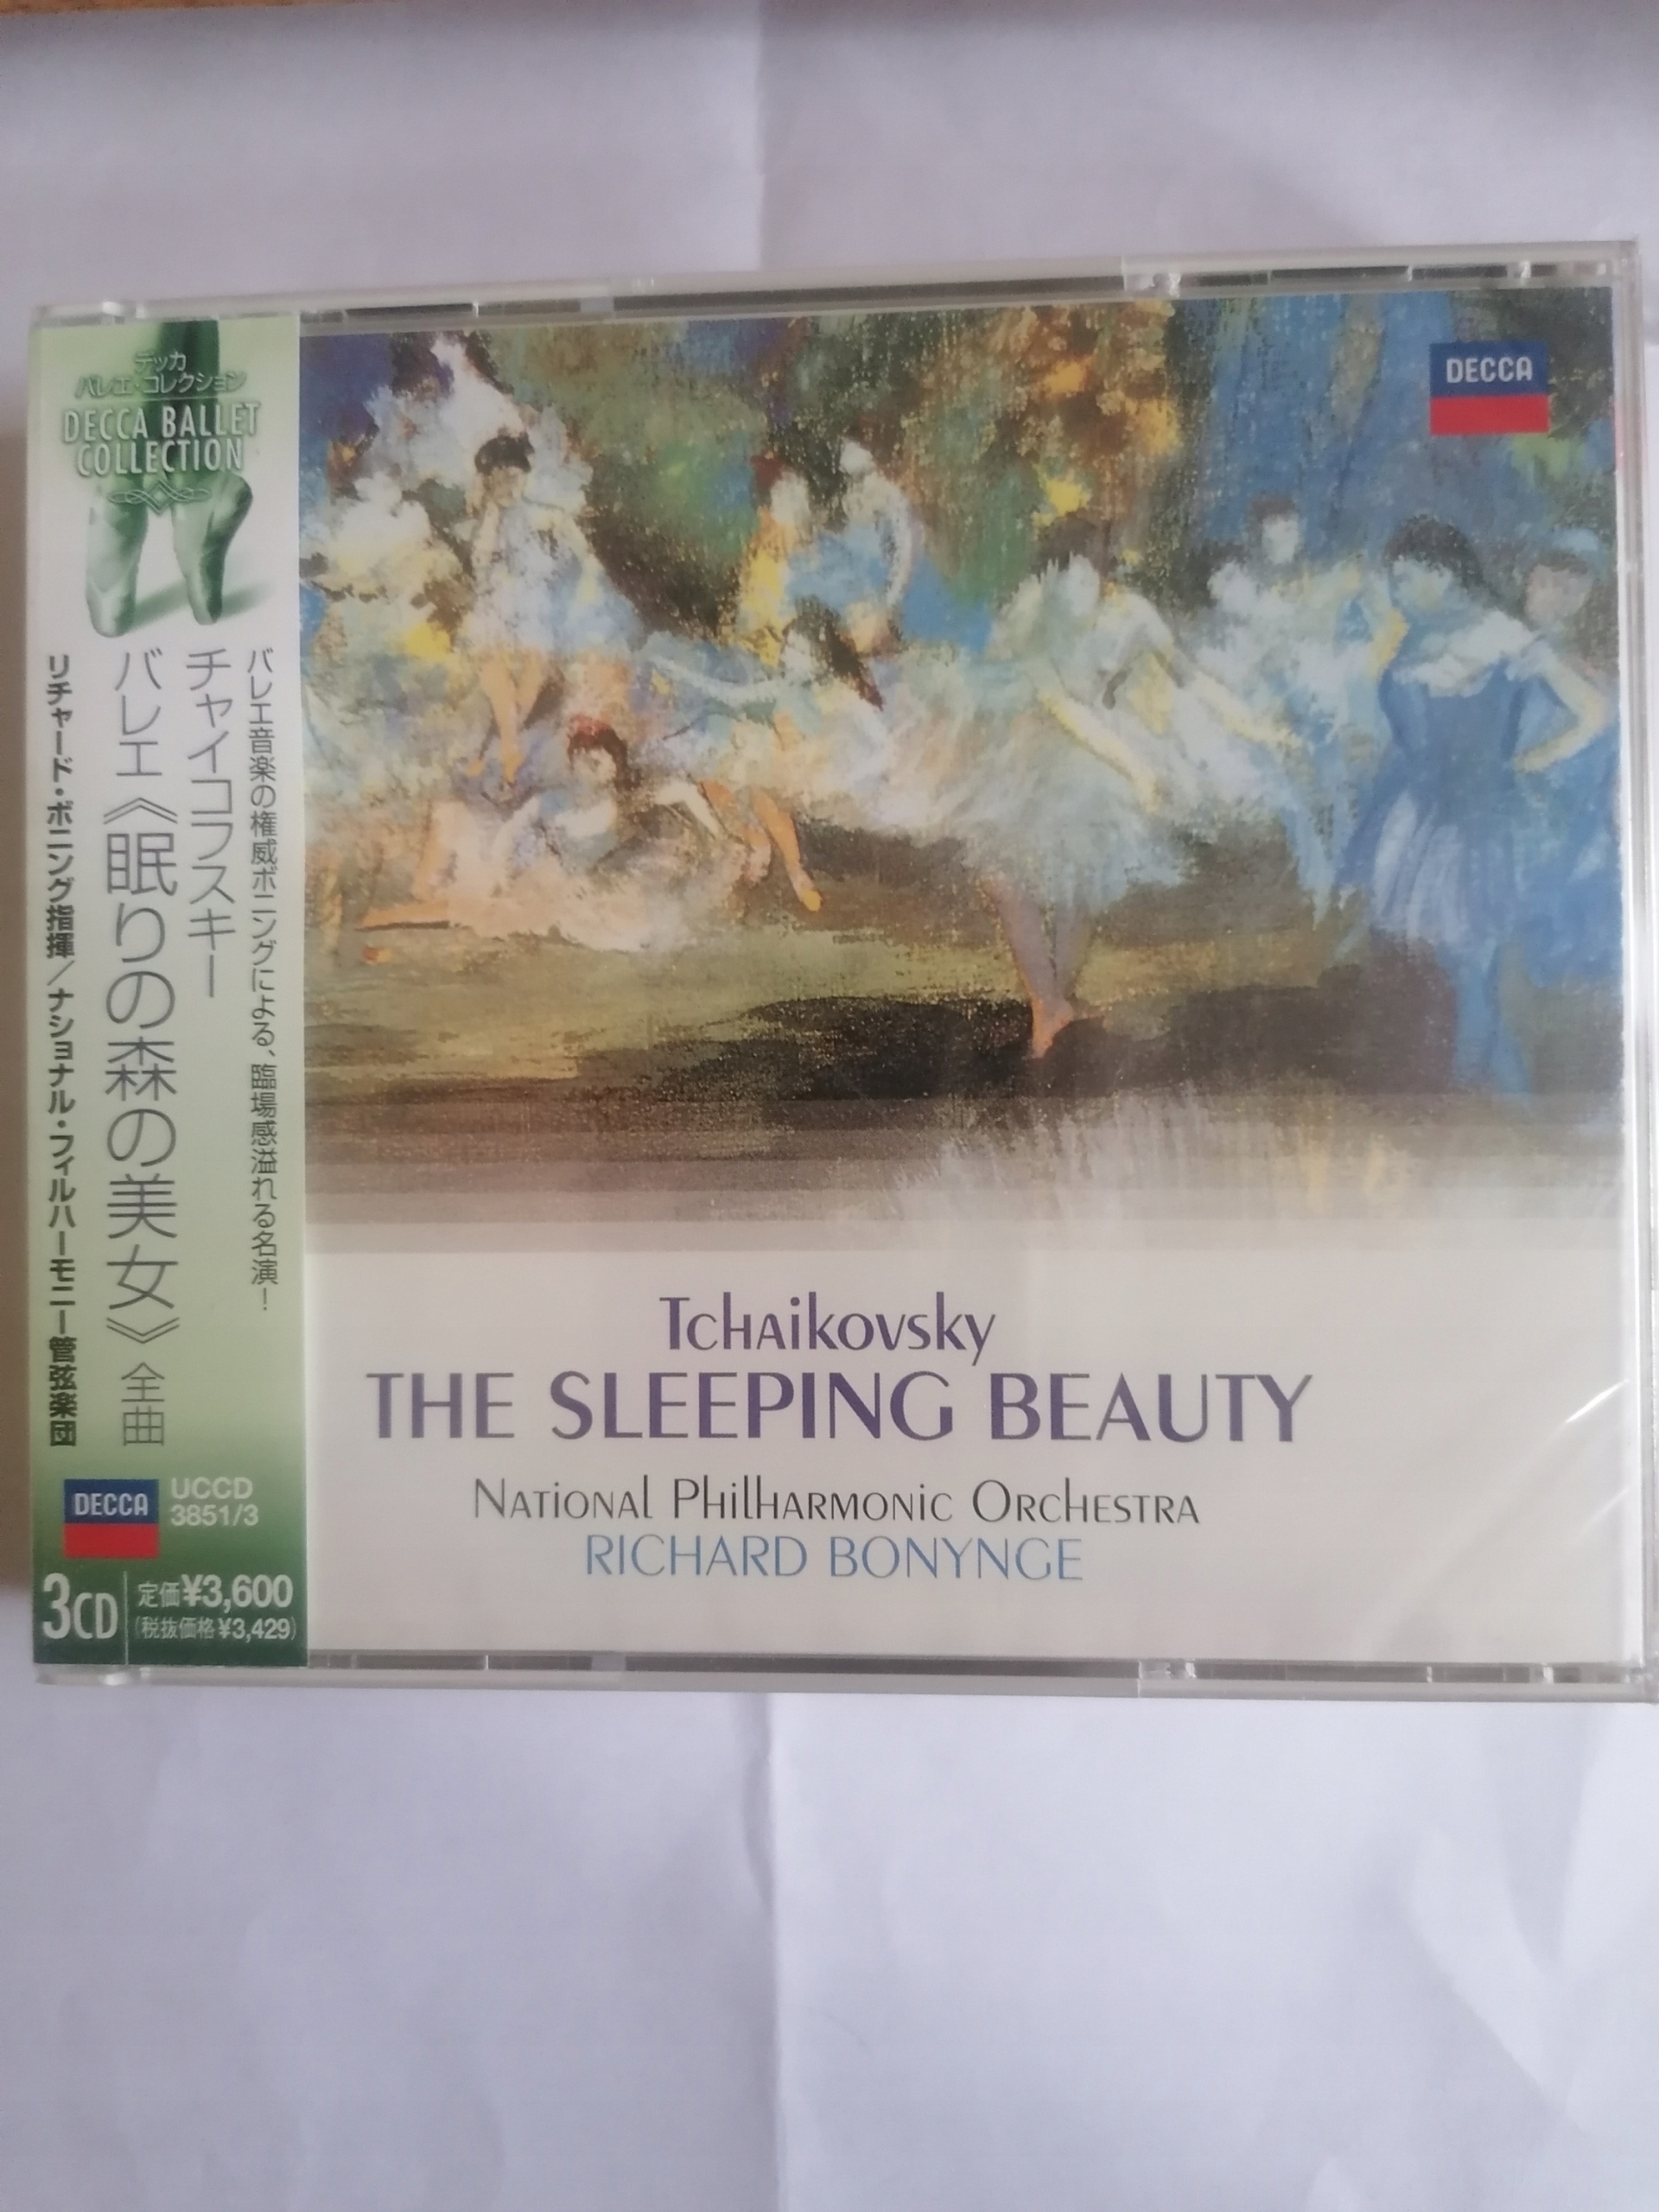 デッカ
バレエ・コレクション
DECCA BALLET
COLLECTION
バレエ音楽の権威ボニングによる、臨場感溢れる名演！
チャイコフスキー
バレエ《眠りの森の美女》全曲
リチャード・ボニング指揮／ナショナル・フィルハーモニー管弦楽団
DECCA
UCCD
3851/3
3CD
定価¥3,600
(税抜価格¥3,429)
DECCA
Tchaikovsky
THE SLEEPING BEAUTY
National Philharmonic Orchestra
RICHARD BONYNGE